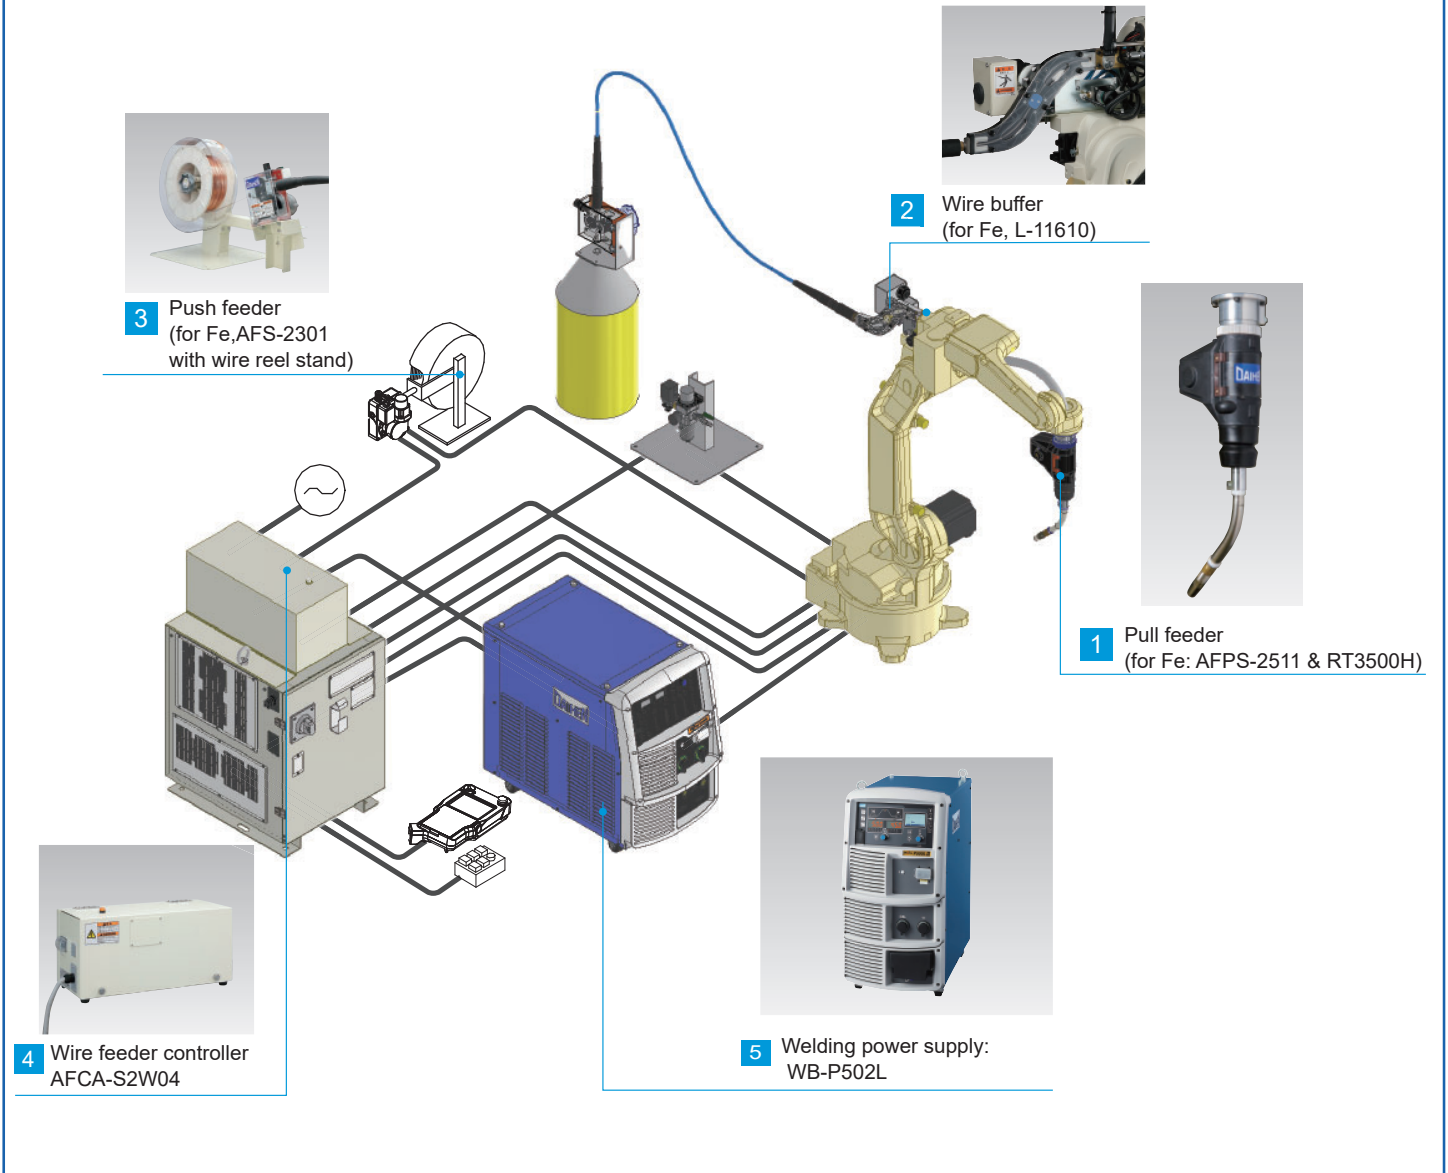 2
Wire buffer
(for Fe, L-11610)
3
Push feeder
(for Fe,AFS-2301
with wire reel stand)
DAIHEN
1
Pull feeder
(for Fe: AFPS-2511 & RT3500H)
4
Wire feeder controller
AFCA-S2W04
5
Welding power supply:
WB-P502L